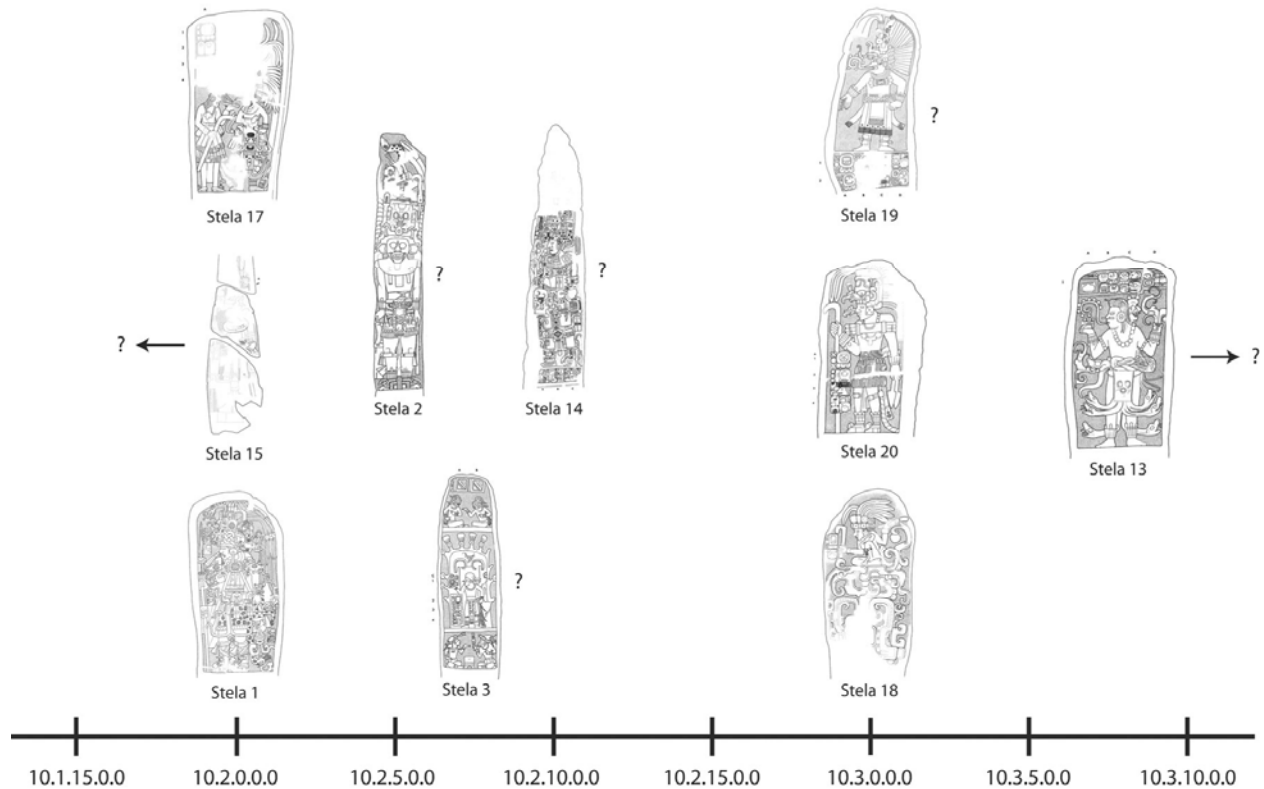 Stela 17
Stela 2
?
Stela 14
?
Stela 19
?
? Stela 15
Stela 20
Stela 13
?
Stela 1
Stela 3
?
Stela 18
10.1.15.0.0
10.2.0.0.0.0
10.2.5.0.0
10.2.10.0.0
10.2.15.0.0
10.3.0.0.0.0
10.3.5.0.0
10.3.10.0.0